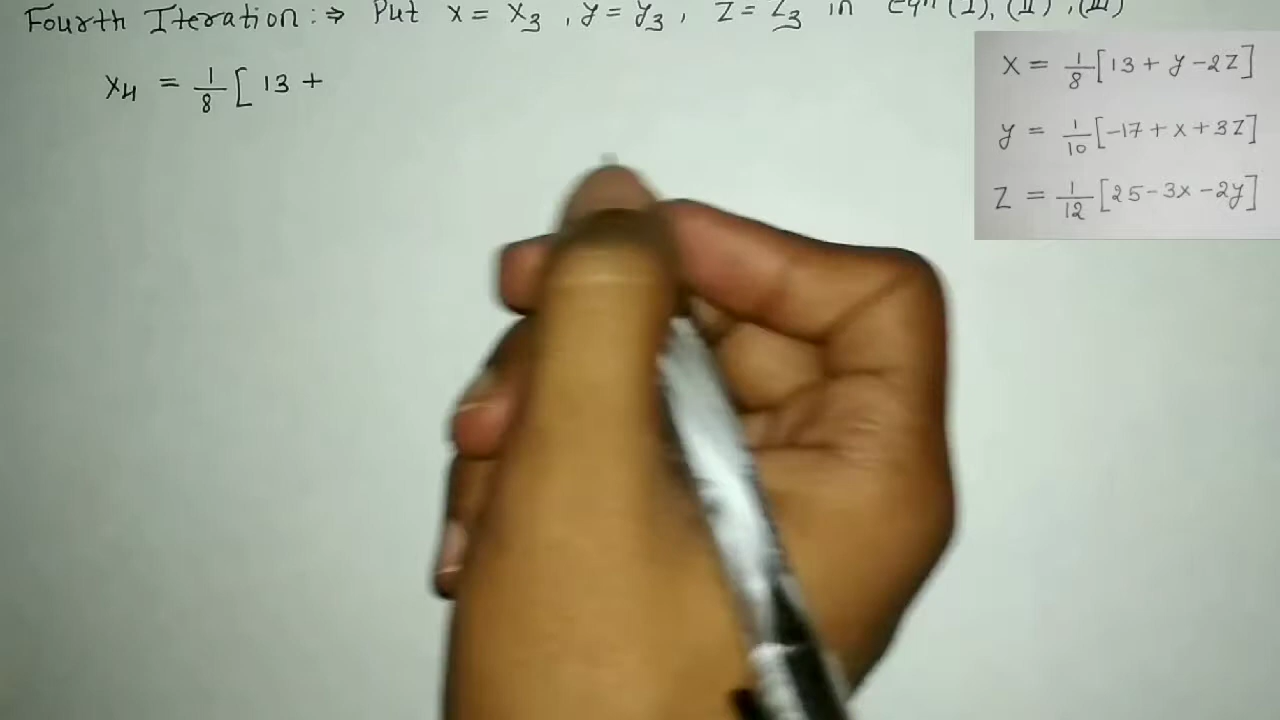 Fourth Iteration :⇒ Put x = x₃ , y = y₃ , z = z₃ in Eqn (I), (II), (III)
x₄ = 1/8 [ 13 +
x = 1/8 [13 + y - 2z]
y = 1/10 [-17 + x + 3z]
z = 1/12 [25 - 3x - 2y]